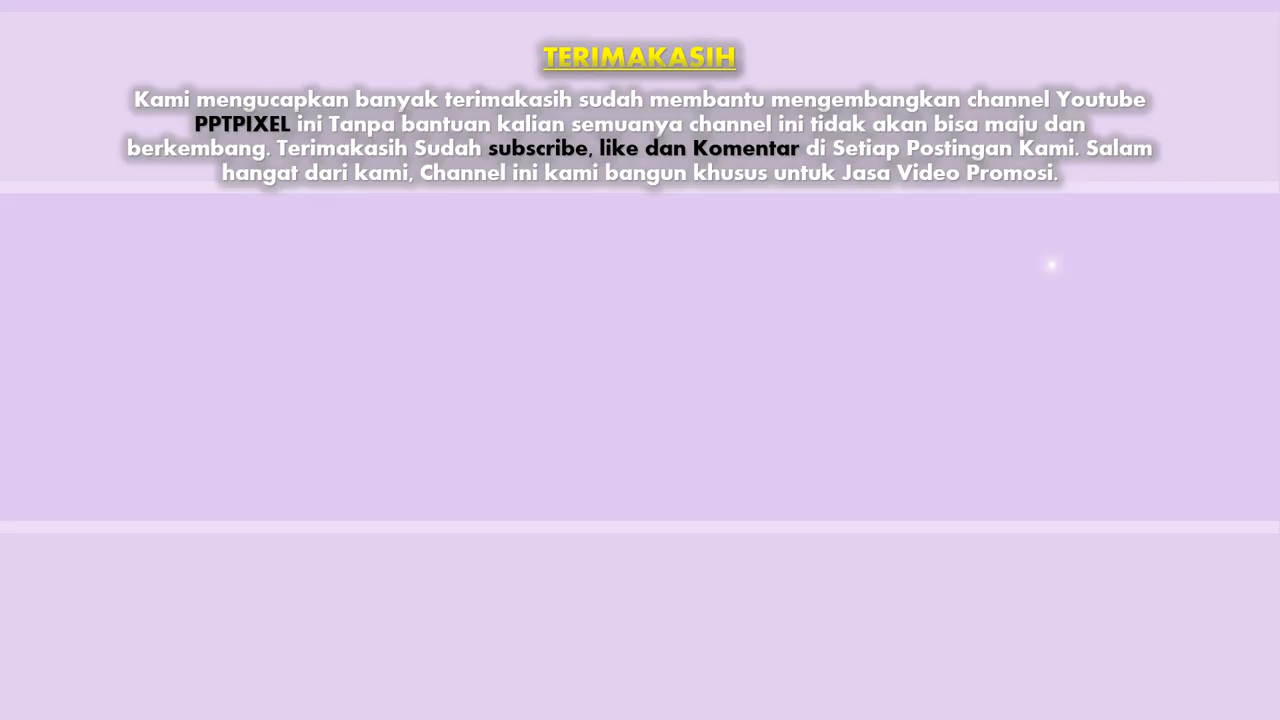 TERIMAKASIH
Kami mengucapkan banyak terimakasih sudah membantu mengembangkan channel Youtube
PPTPIXEL ini Tanpa bantuan kalian semuanya channel ini tidak akan bisa maju dan
berkembang. Terimakasih Sudah subscribe, like dan Komentar di Setiap Postingan Kami. Salam
hangat dari kami, Channel ini kami bangun khusus untuk Jasa Video Promosi.